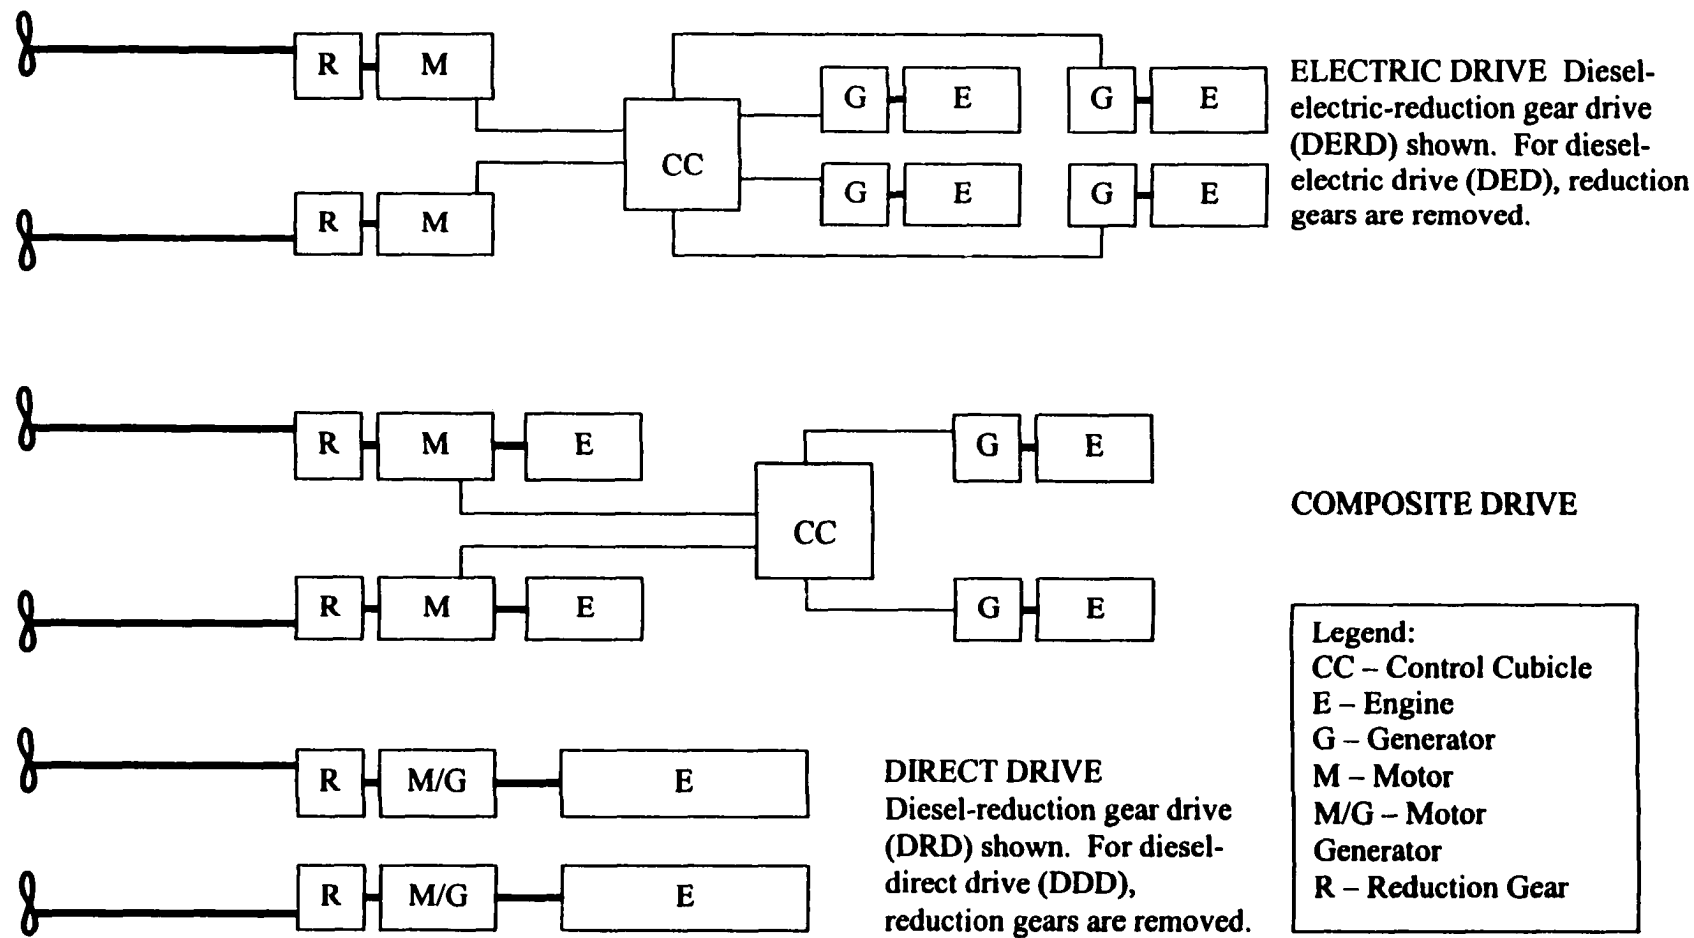 R M
G E G E
ELECTRIC DRIVE Diesel-
electric-reduction gear drive
(DERD) shown. For diesel-
electric drive (DED), reduction
gears are removed.
CC
R M
G E G E
R M E
G E
CC
COMPOSITE DRIVE
R M E
G E
Legend:
CC – Control Cubicle
E – Engine
G – Generator
M – Motor
M/G – Motor
Generator
R – Reduction Gear
R M/G E
DIRECT DRIVE
Diesel-reduction gear drive
(DRD) shown. For diesel-
direct drive (DDD),
reduction gears are removed.
R M/G E